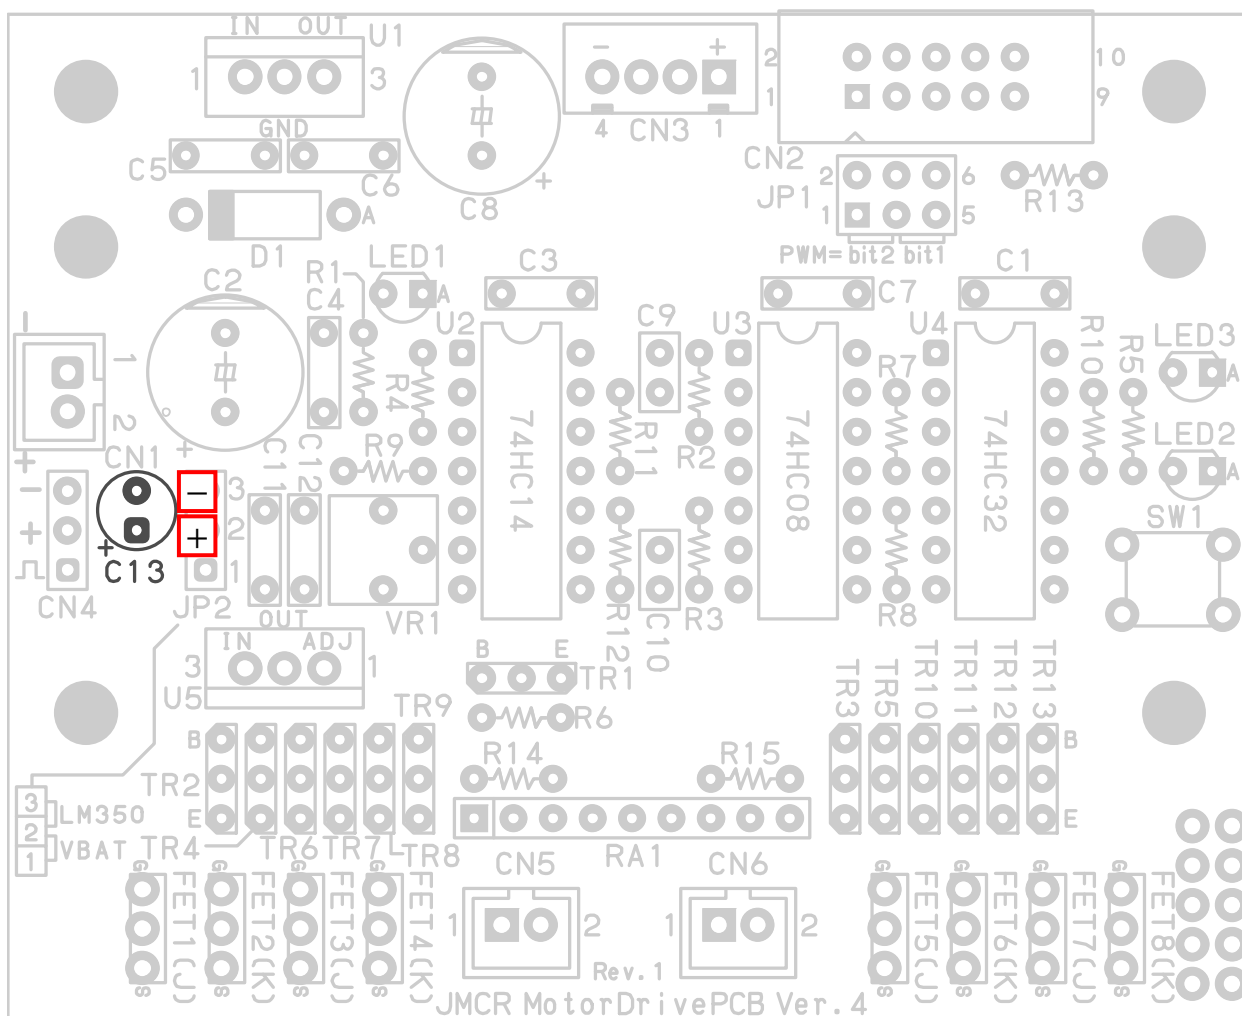 IN OUT U1
1 3
GND
C5 C6
A
D1
C8
+
- +
4 CN3 1
2 10
1 9
CN2
JP1
2 6
1 5
PWM= bit2 bit1
R13
C2
R1
C4
LED1
A
C3
C7
C1
U2
C9
U3
U4
R4
R9
R11
R2
R7
R10
R5
LED3
A
LED2
A
74HC14
74HC08
74HC32
-
1
2
+
CN1
+
-
+
CN4
+
C13
-
+
3
2
1
JP2
C11
C12
VR1
R12
C10
R3
R8
SW1
OUT
IN ADJ
3 1
U5
B E
TR1
R6
TR9
B
TR2
E
TR4 TR6 TR7 TR8
R14 R15
RA1
TR3
TR5
TR10
TR11
TR12
TR13
B
E
3
2
1
LM350
VBAT
G
FET1(J)
S
G
FET2(K)
S
G
FET3(J)
S
G
FET4(K)
S
CN5
1 2
CN6
1 2
G
FET5(J)
S
G
FET6(K)
S
G
FET7(J)
S
G
FET8(K)
S
Rev.1
JMCR MotorDrivePCB Ver.4